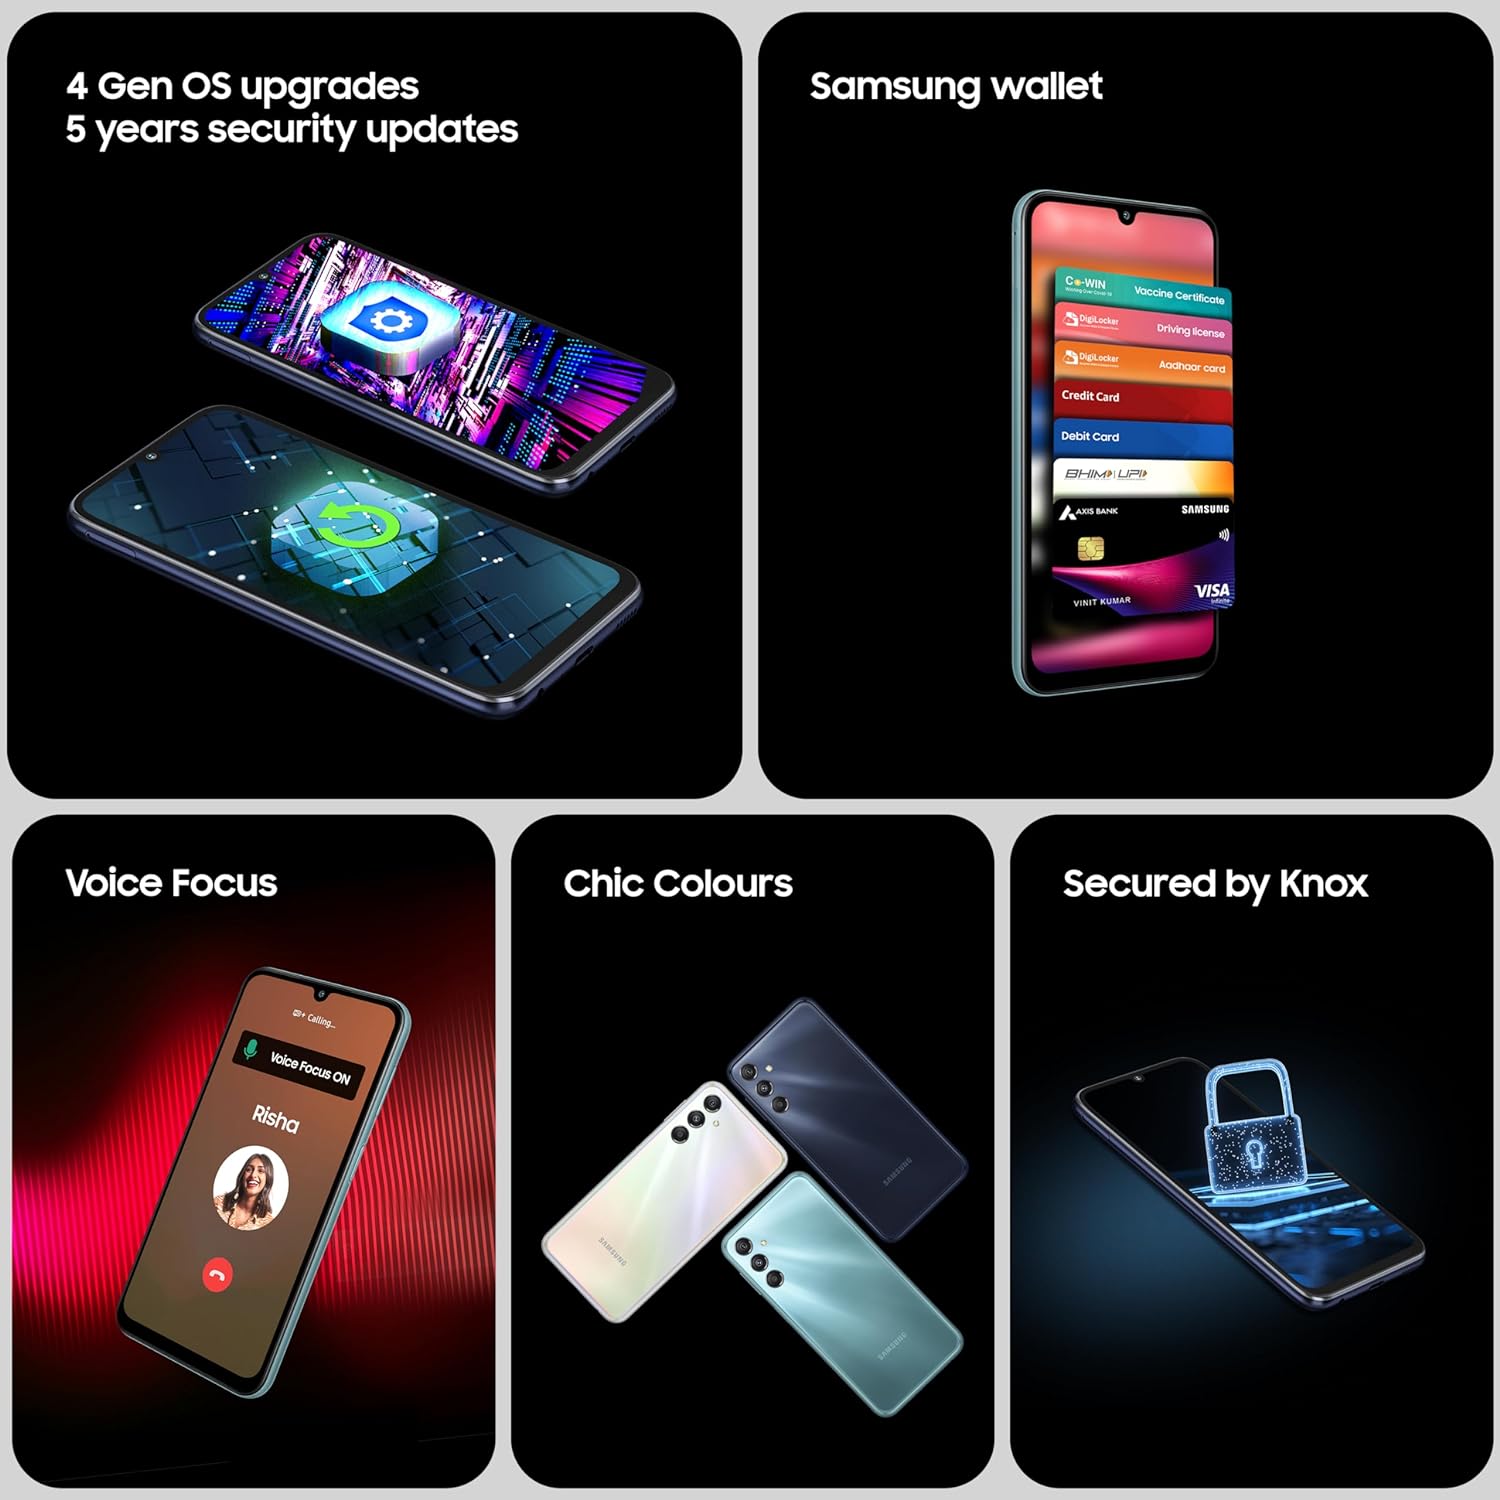 4 Gen OS upgrades
5 years security updates
Samsung wallet
Co-WIN
Vaccine Certificate
DigiLocker
Driving license
DigiLocker
Aadhaar card
Credit Card
Debit Card
BHIM UPI
AXIS BANK
SAMSUNG
VINIT KUMAR
VISA
Infinite
Voice Focus
Calling...
Voice Focus ON
Risha
Chic Colours
SAMSUNG
SAMSUNG
SAMSUNG
Secured by Knox